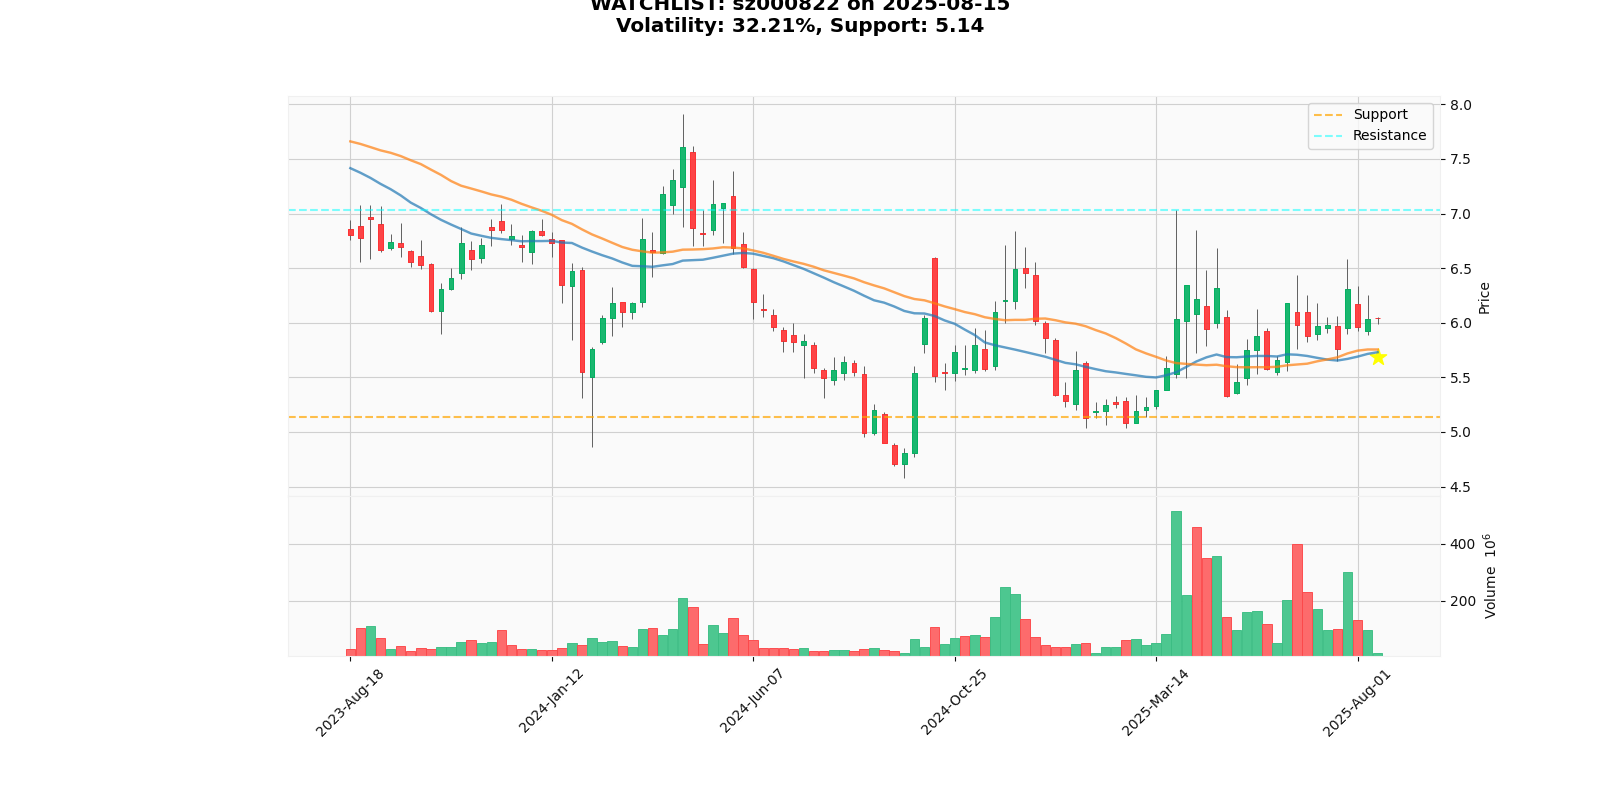 WATCHLIST: sz000822 on 2025-08-15
Volatility: 32.21%, Support: 5.14
Support
Resistance
8.0
7.5
7.0
6.5
6.0
5.5
5.0
4.5
Price
400
200
Volume 10^6
2023-Aug-18
2024-Jan-12
2024-Jun-07
2024-Oct-25
2025-Mar-14
2025-Aug-01